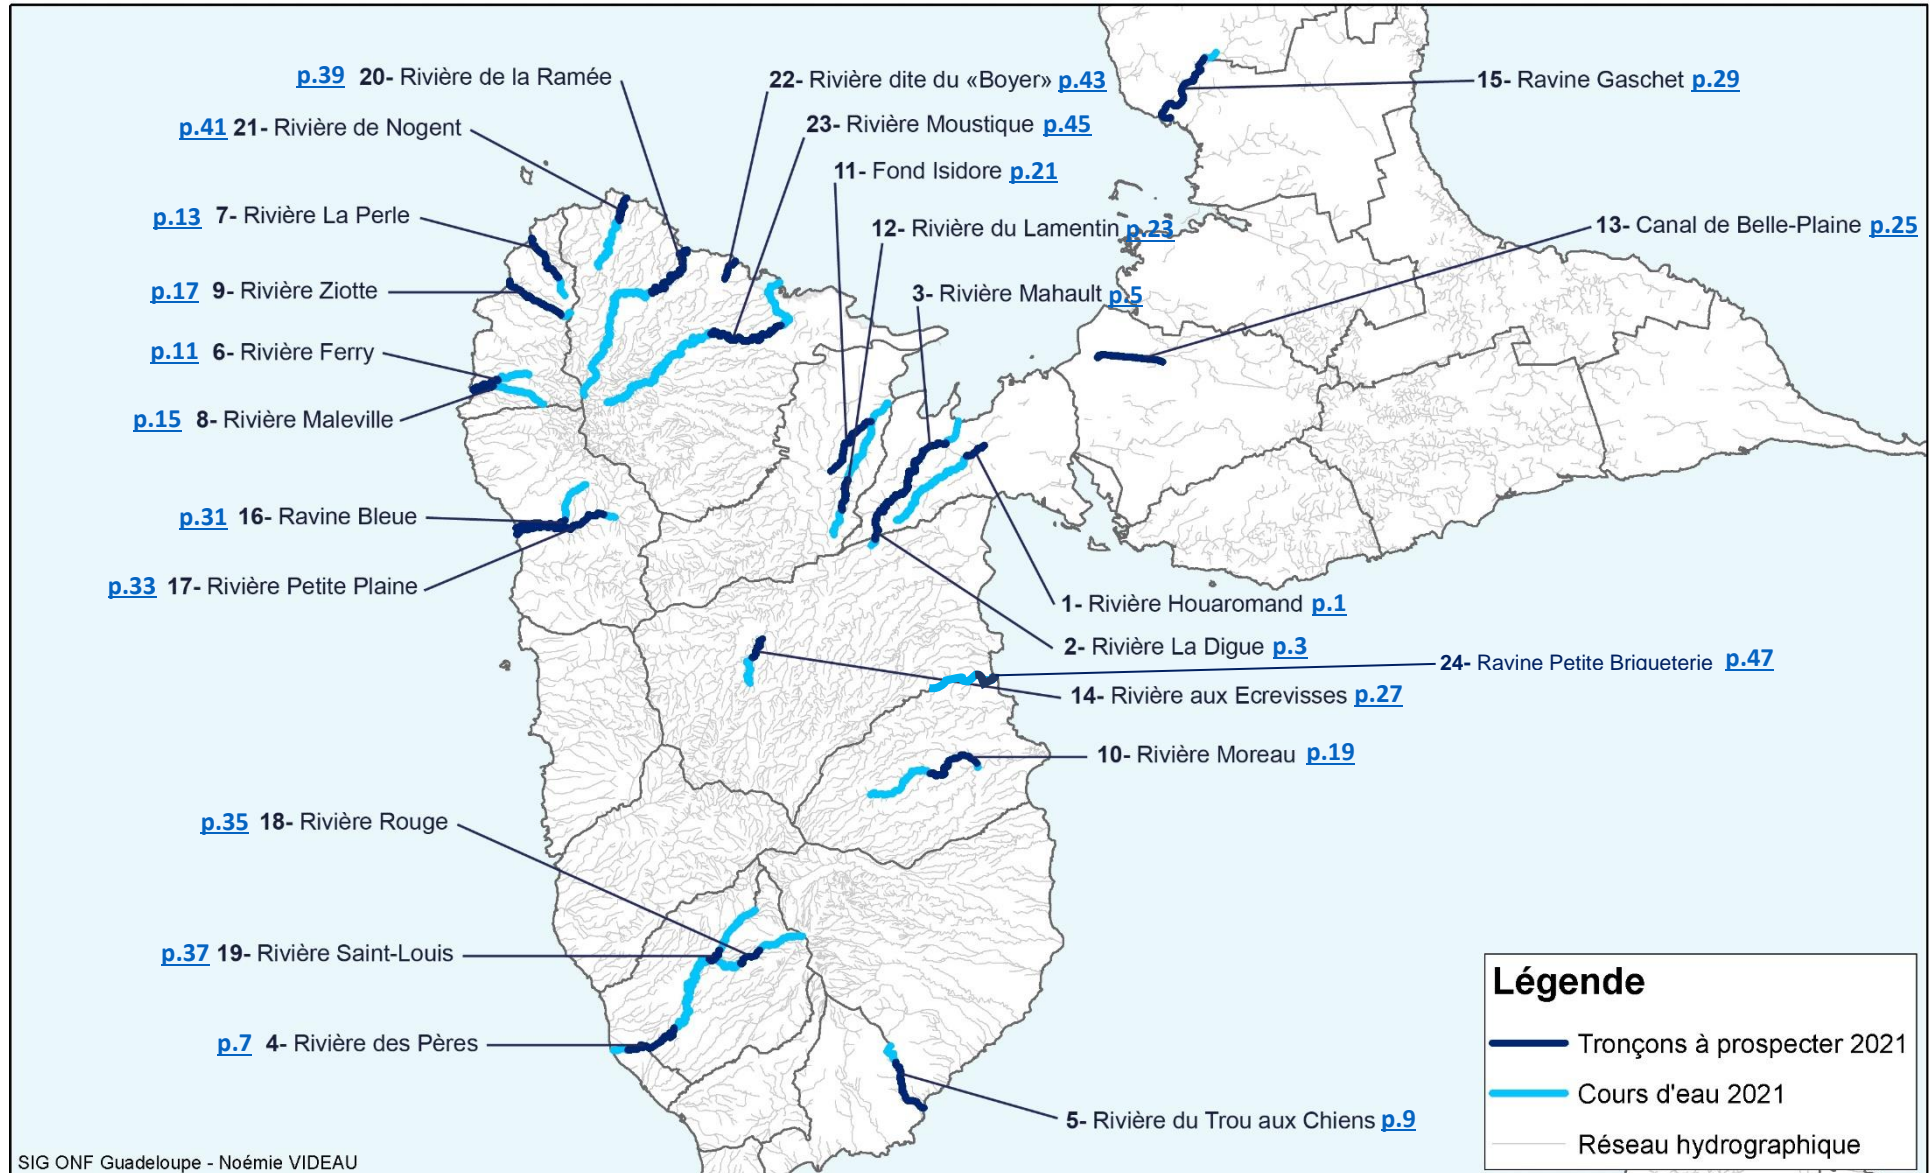 p.39 20- Rivière de la Ramée
22- Rivière dite du «Boyer» p.43
15- Ravine Gaschet p.29
p.41 21- Rivière de Nogent
23- Rivière Moustique p.45
11- Fond Isidore p.21
p.13 7- Rivière La Perle
12- Rivière du Lamentin p.23
13- Canal de Belle-Plaine p.25
p.17 9- Rivière Ziotte
3- Rivière Mahault p.5
p.11 6- Rivière Ferry
p.15 8- Rivière Maleville
p.31 16- Ravine Bleue
p.33 17- Rivière Petite Plaine
1- Rivière Houaromand p.1
2- Rivière La Digue p.3
24- Ravine Petite Briqueterie p.47
14- Rivière aux Ecrevisses p.27
10- Rivière Moreau p.19
p.35 18- Rivière Rouge
p.37 19- Rivière Saint-Louis
p.7 4- Rivière des Pères
5- Rivière du Trou aux Chiens p.9
Légende
Tronçons à prospecter 2021
Cours d'eau 2021
Réseau hydrographique
SIG ONF Guadeloupe - Noémie VIDEAU